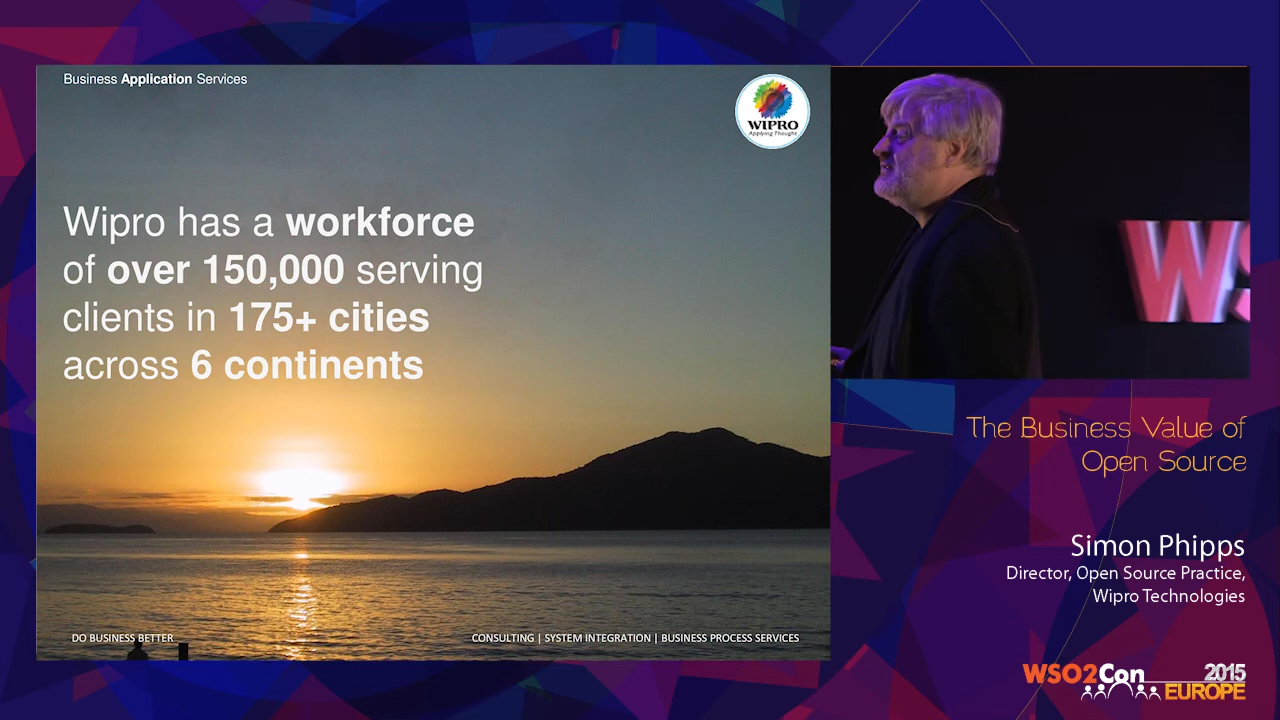 Business Application Services
WIPRO
Applying Thought
Wipro has a workforce
of over 150,000 serving
clients in 175+ cities
across 6 continents
DO BUSINESS BETTER
CONSULTING | SYSTEM INTEGRATION | BUSINESS PROCESS SERVICES
WS
The Business Value of
Open Source
Simon Phipps
Director, Open Source Practice,
Wipro Technologies
WSO2Con 2015
EUROPE